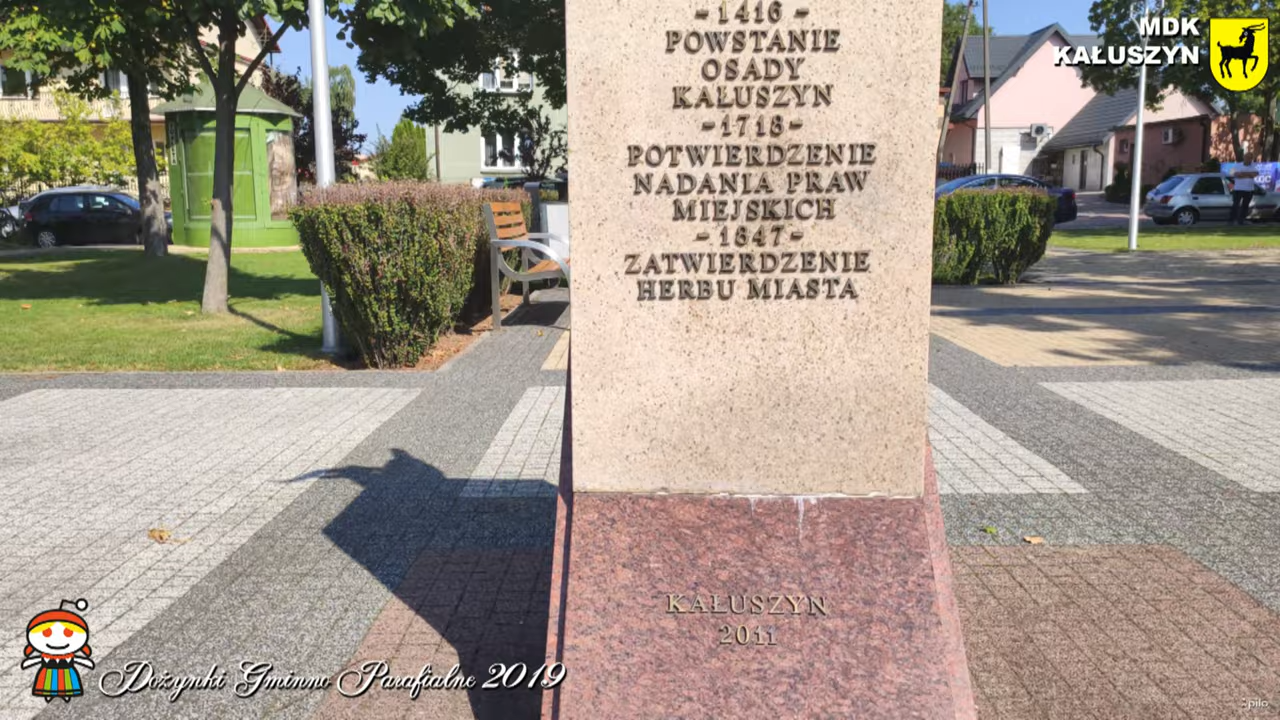 - 1416 -
POWSTANIE
OSADY
KAŁUSZYN
- 1718 -
POTWIERDZENIE
NADANIA PRAW
MIEJSKICH
- 1847 -
ZATWIERDZENIE
HERBU MIASTA
KAŁUSZYN
2011
MDK
KAŁUSZYN
Dożynki Gminno Parafialne 2019